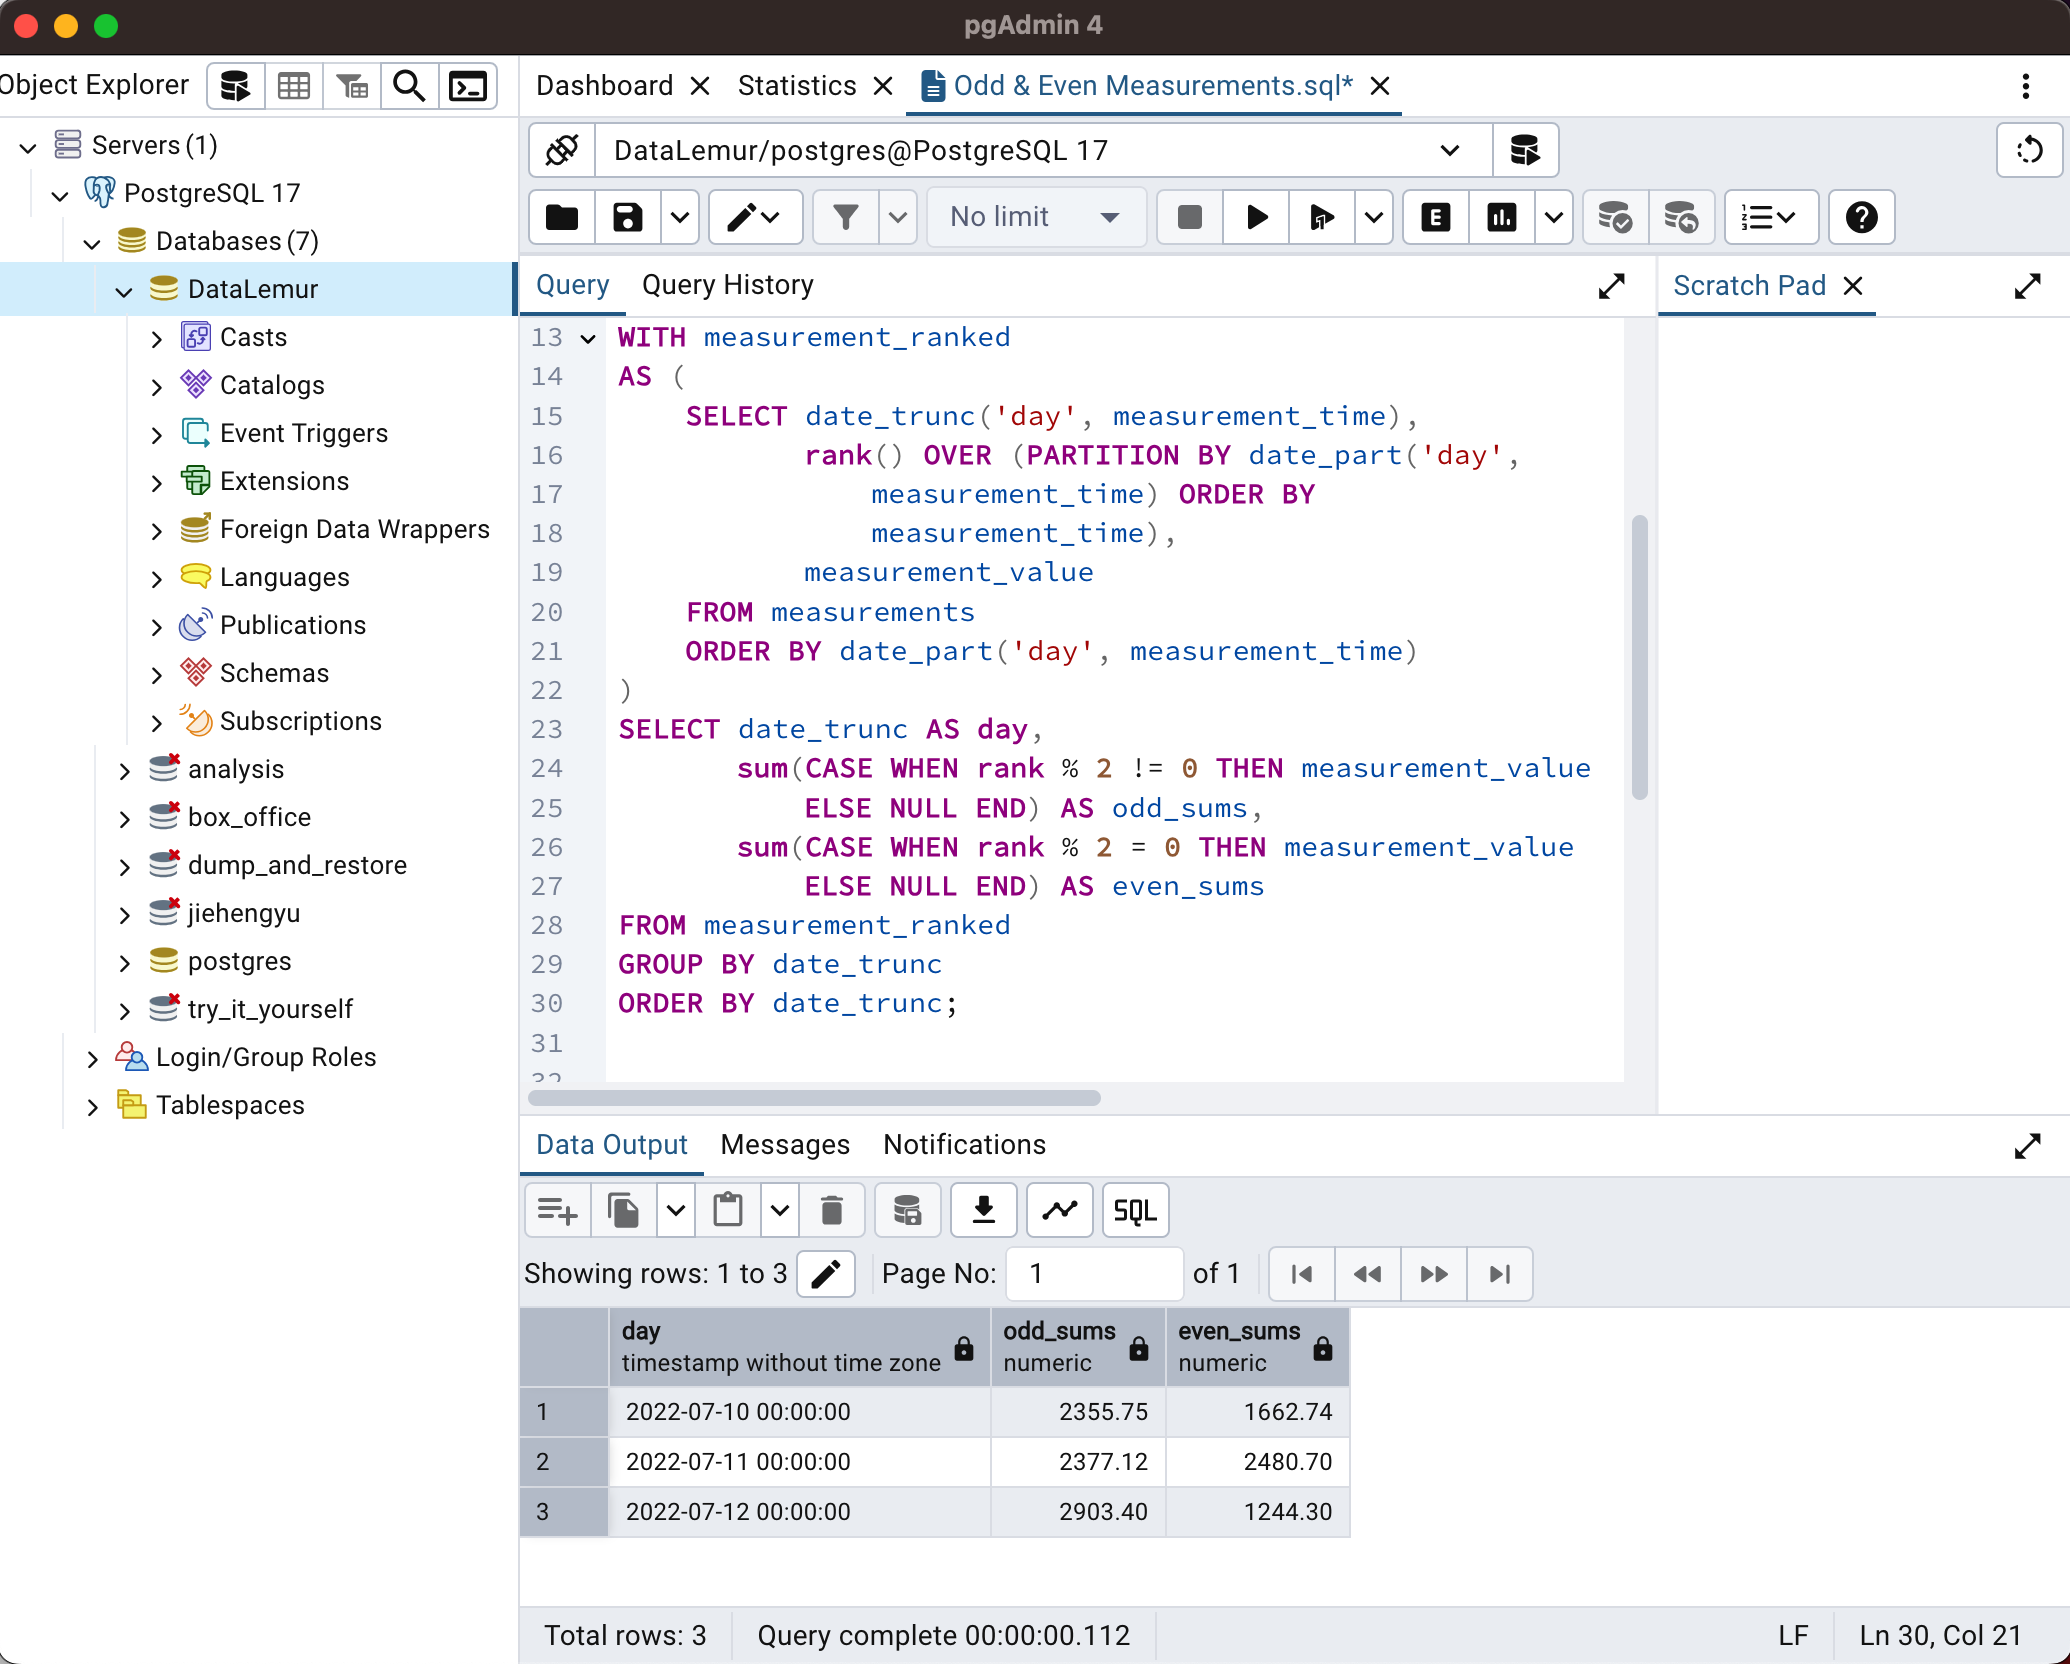 pgAdmin 4
Object Explorer
Servers (1)
PostgreSQL 17
Databases (7)
DataLemur
Casts
Catalogs
Event Triggers
Extensions
Foreign Data Wrappers
Languages
Publications
Schemas
Subscriptions
analysis
box_office
dump_and_restore
jiehengyu
postgres
try_it_yourself
Login/Group Roles
Tablespaces
Dashboard Statistics Odd & Even Measurements.sql*
DataLemur/postgres@PostgreSQL 17
No limit E
Query Query History
Scratch Pad
13 WITH measurement_ranked
14 AS (
15 SELECT date_trunc('day', measurement_time),
16 rank() OVER (PARTITION BY date_part('day',
17 measurement_time) ORDER BY
18 measurement_time),
19 measurement_value
20 FROM measurements
21 ORDER BY date_part('day', measurement_time)
22 )
23 SELECT date_trunc AS day,
24 sum(CASE WHEN rank % 2 != 0 THEN measurement_value
25 ELSE NULL END) AS odd_sums,
26 sum(CASE WHEN rank % 2 = 0 THEN measurement_value
27 ELSE NULL END) AS even_sums
28 FROM measurement_ranked
29 GROUP BY date_trunc
30 ORDER BY date_trunc;
31
32
Data Output Messages Notifications
SQL
Showing rows: 1 to 3 Page No: 1 of 1
day odd_sums even_sums
timestamp without time zone numeric numeric
1 2022-07-10 00:00:00 2355.75 1662.74
2 2022-07-11 00:00:00 2377.12 2480.70
3 2022-07-12 00:00:00 2903.40 1244.30
Total rows: 3 Query complete 00:00:00.112 LF Ln 30, Col 21